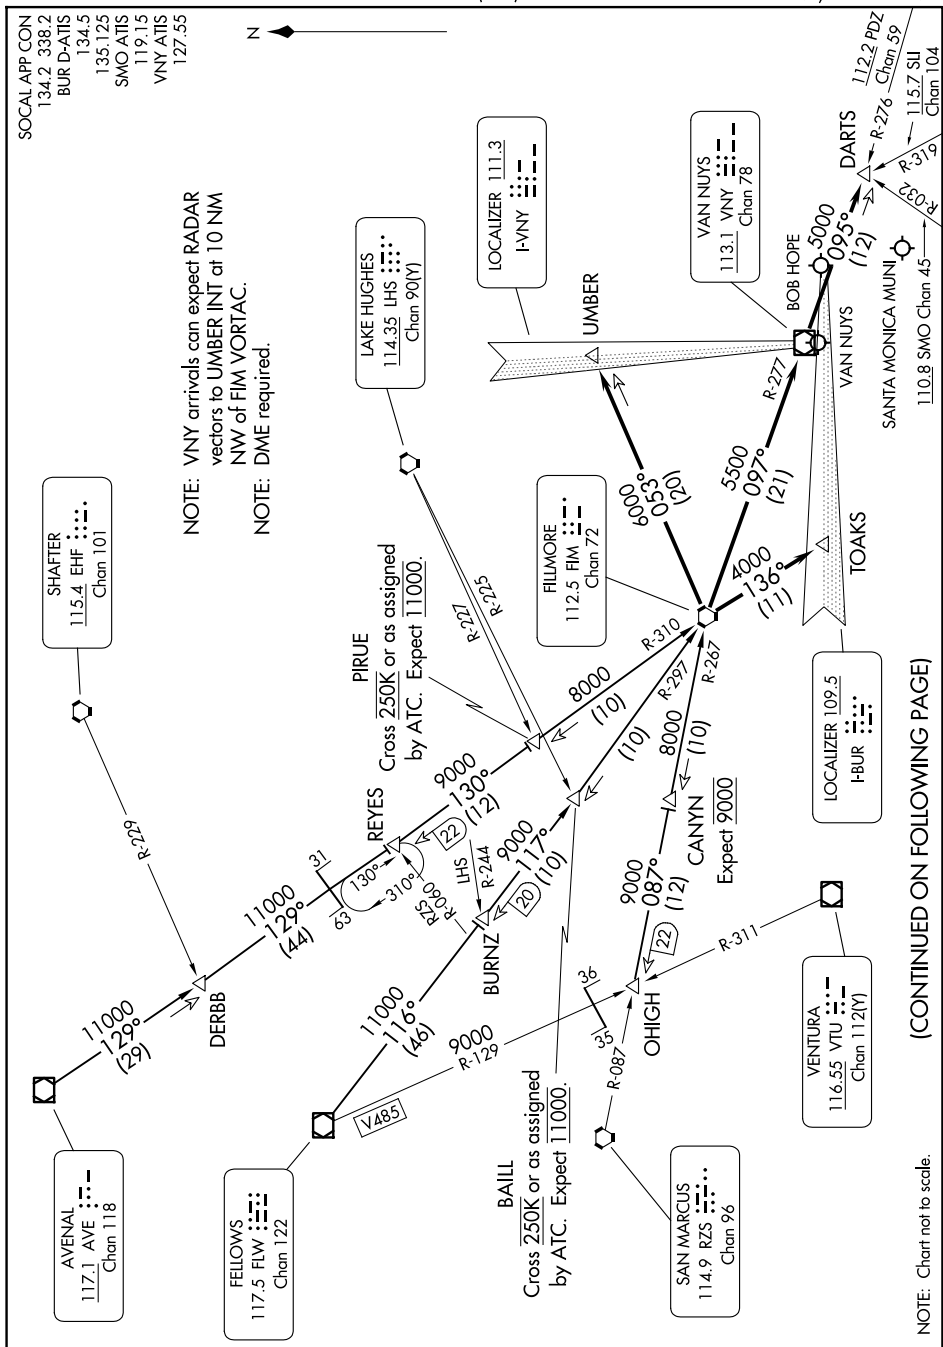 SOCAL APP CON
134.2 338.2
BUR D-ATIS
134.5
135.125
SMO ATIS
119.15
VNY ATIS
127.55
N
NOTE: VNY arrivals can expect RADAR
vectors to UMBER INT at 10 NM
NW of FIM VORTAC.
NOTE: DME required.
SHAFTER
115.4 EHF
Chan 101
LAKE HUGHES
114.35 LHS
Chan 90(Y)
LOCALIZER 111.3
I-VNY
VAN NUYS
113.1 VNY
Chan 78
112.2 PDZ
Chan 59
115.7 SLI
Chan 104
R-276
R-319
R-032
DARTS
5000
095°
(12)
BOB HOPE
VAN NUYS
SANTA MONICA MUNI
110.8 SMO Chan 45
UMBER
6000
053°
(20)
R-277
5500
097°
(21)
4000
136°
(11)
TOAKS
FILLMORE
112.5 FIM
Chan 72
LOCALIZER 109.5
I-BUR
R-225
R-227
PIRUE
Cross 250K or as assigned
by ATC. Expect 11000.
R-310
8000
(10)
R-297
(10)
R-267
8000
(10)
R-229
REYES
9000
130°
(12)
22
31
63
130°
310°
RZS
R-060
LHS
R-244
11000
129°
(44)
DERBB
11000
129°
(29)
AVENAL
117.1 AVE
Chan 118
BURNZ
9000
117°
(10)
20
11000
116°
(46)
FELLOWS
117.5 FLW
Chan 122
V485
9000
R-129
36
35
OHIGH
22
9000
087°
(12)
CANYN
Expect 9000
R-087
R-311
BAILL
Cross 250K or as assigned
by ATC. Expect 11000.
SAN MARCUS
114.9 RZS
Chan 96
VENTURA
116.55 VTU
Chan 112(Y)
(CONTINUED ON FOLLOWING PAGE)
NOTE: Chart not to scale.